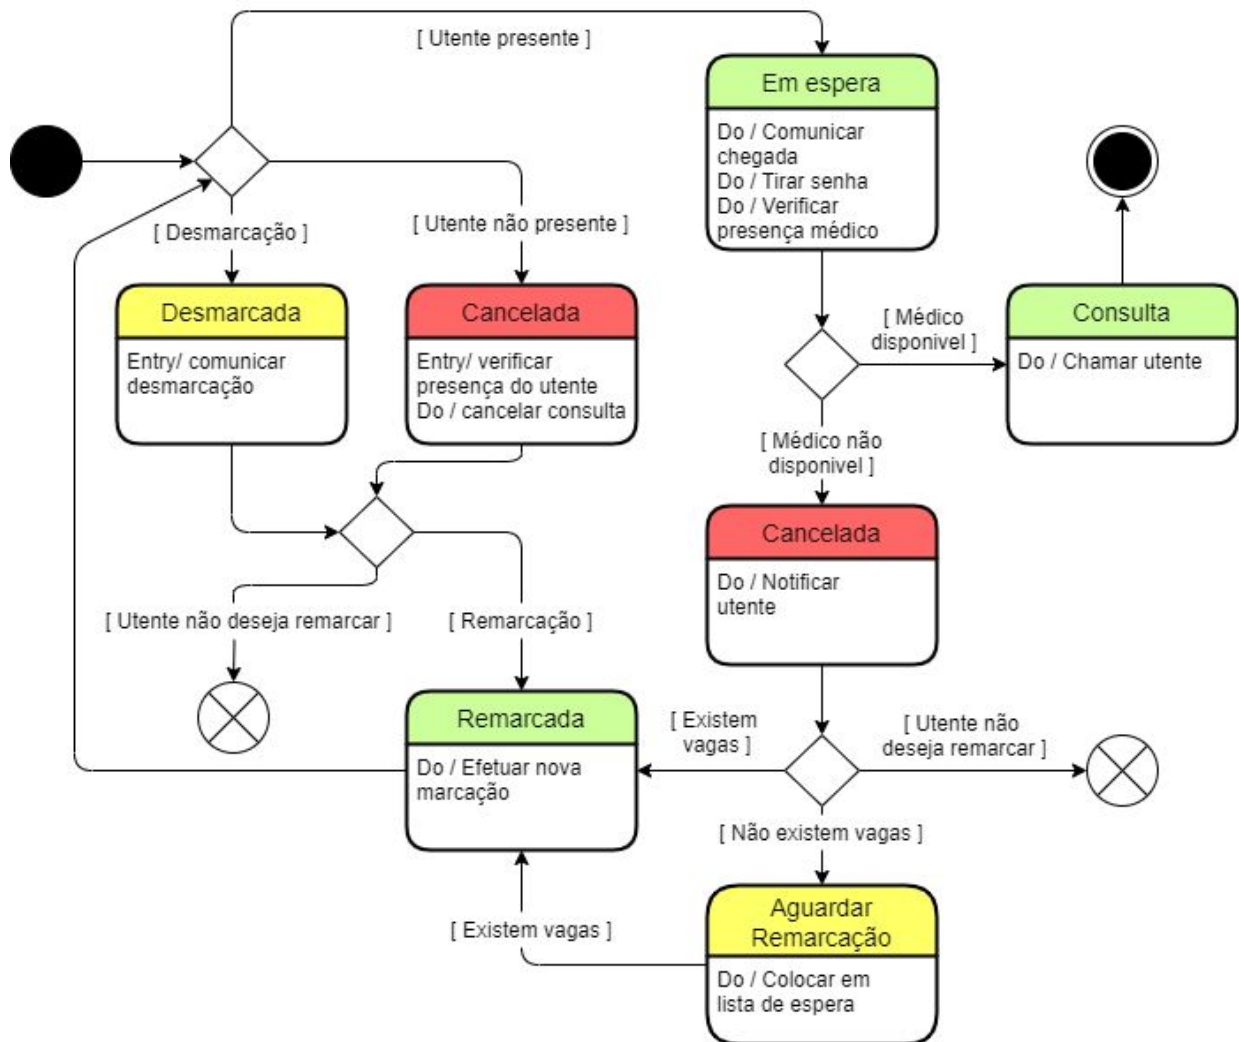 [ Utente presente ]
Em espera
Do / Comunicar
chegada
Do / Tirar senha
Do / Verificar
presença médico
[ Desmarcação ]
[ Utente não presente ]
Desmarcada
Entry/ comunicar
desmarcação
Cancelada
Entry/ verificar
presença do utente
Do / cancelar consulta
[ Médico
disponivel ]
Consulta
Do / Chamar utente
[ Médico não
disponivel ]
Cancelada
Do / Notificar
utente
[ Utente não deseja remarcar ]
[ Remarcação ]
Remarcada
Do / Efetuar nova
marcação
[ Existem
vagas ]
[ Utente não
deseja remarcar ]
[ Não existem vagas ]
[ Existem vagas ]
Aguardar
Remarcação
Do / Colocar em
lista de espera